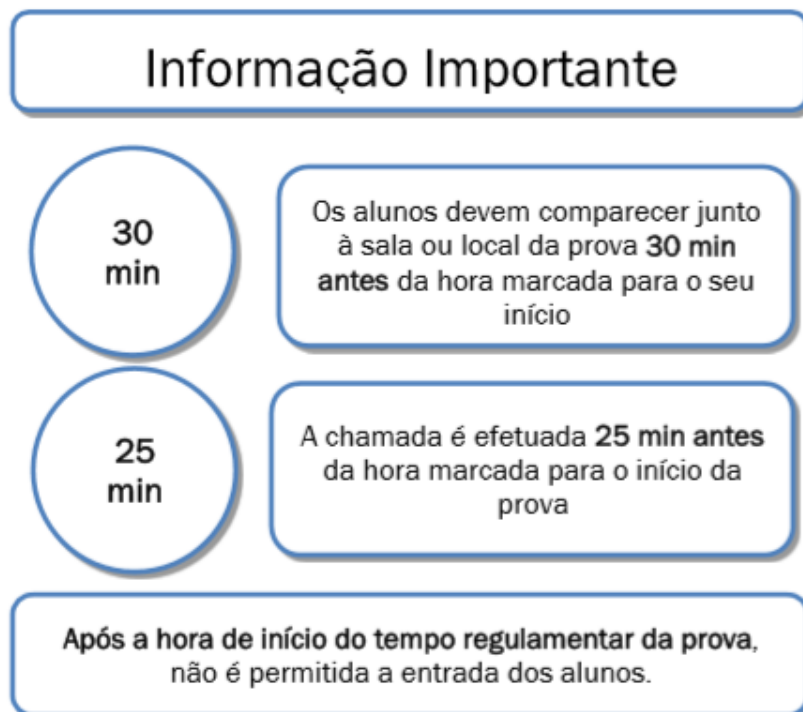 Informação Importante
30
min
Os alunos devem comparecer junto
à sala ou local da prova 30 min
antes da hora marcada para o seu
início
25
min
A chamada é efetuada 25 min antes
da hora marcada para o início da
prova
Após a hora de início do tempo regulamentar da prova,
não é permitida a entrada dos alunos.